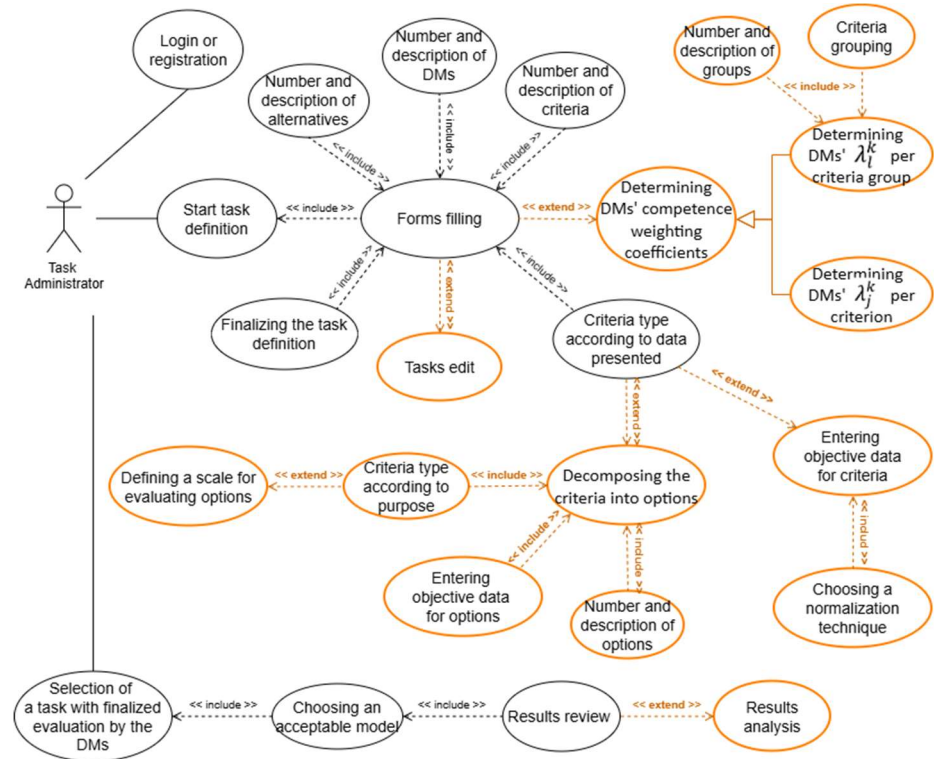 Login or
registration
Number and
description of
DMs
Number and
description of
alternatives
Number and
description of
criteria
Number and
description of
groups
Criteria
grouping
<< include >>
<< include >>
<< include >>
<< include >>
Determining
DMs' λ_l^k per
criteria group
Task
Administrator
Start task
definition
<< include >>
Forms filling
<< extend >>
Determining
DMs' competence
weighting
coefficients
<< include >>
<< extend >>
<< include >>
Determining
DMs' λ_j^k per
criterion
Finalizing the task
definition
Tasks edit
Criteria type
according to data
presented
<< extend >>
<< extend >>
Defining a scale for
evaluating options
<< extend >>
Criteria type
according to
purpose
<< include >>
Decomposing the
criteria into options
Entering
objective data
for criteria
<< include >>
<< include >>
<< includ >>
Entering
objective data
for options
Number and
description of
options
Choosing a
normalization
technique
Selection of
a task with finalized
evaluation by the
DMs
<< include >>
Choosing an
acceptable model
<< include >>
Results review
<< extend >>
Results
analysis